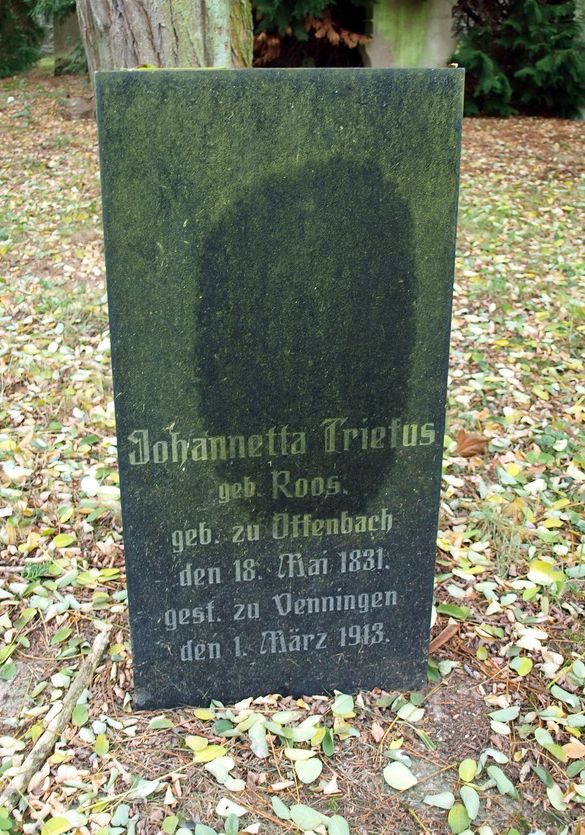 Johannetta Triefus
geb. Roos.
geb. zu Offenbach
den 18. Mai 1831.
gest. zu Venningen
den 1. März 1913.